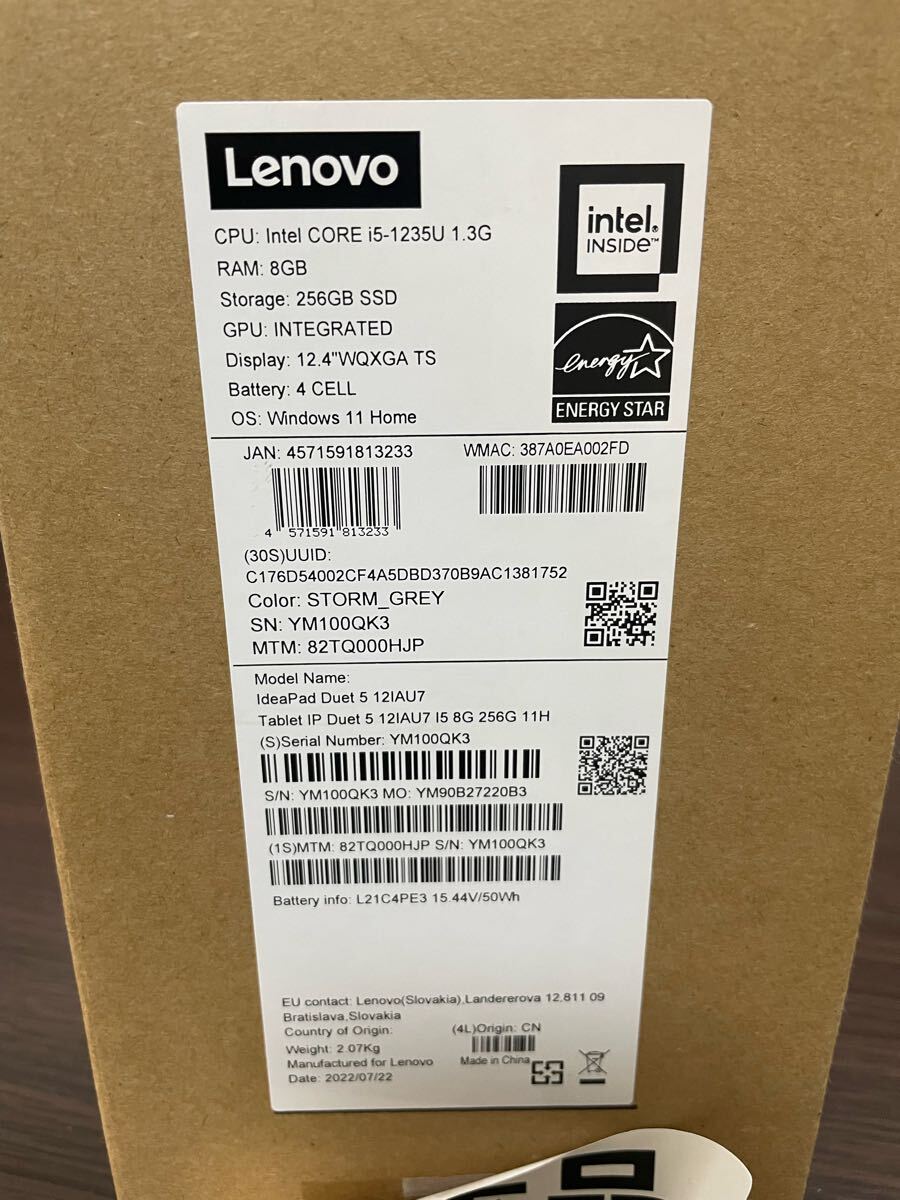 Lenovo
CPU: Intel CORE i5-1235U 1.3G
RAM: 8GB
Storage: 256GB SSD
GPU: INTEGRATED
Display: 12.4"WQXGA TS
Battery: 4 CELL
OS: Windows 11 Home
intel.
INSIDE™
energy
ENERGY STAR
JAN: 4571591813233
WMAC: 387A0EA002FD
4 571591 813233
(30S)UUID:
C176D54002CF4A5DBD370B9AC1381752
Color: STORM_GREY
SN: YM100QK3
MTM: 82TQ000HJP
Model Name:
IdeaPad Duet 5 12IAU7
Tablet IP Duet 5 12IAU7 I5 8G 256G 11H
(S)Serial Number: YM100QK3
S/N: YM100QK3 MO: YM90B27220B3
(1S)MTM: 82TQ000HJP S/N: YM100QK3
Battery info: L21C4PE3 15.44V/50Wh
EU contact: Lenovo(Slovakia),Landererova 12,811 09
Bratislava,Slovakia
Country of Origin:
(4L)Origin: CN
Weight: 2.07Kg
Manufactured for Lenovo
Made in China
Date: 2022/07/22